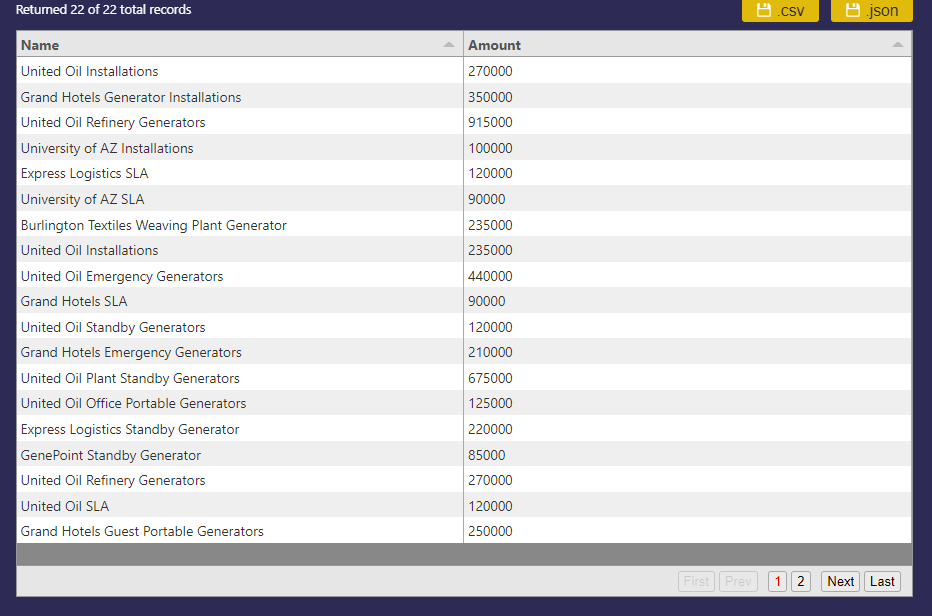 Returned 22 of 22 total records
.csv .json
Name Amount
United Oil Installations 270000
Grand Hotels Generator Installations 350000
United Oil Refinery Generators 915000
University of AZ Installations 100000
Express Logistics SLA 120000
University of AZ SLA 90000
Burlington Textiles Weaving Plant Generator 235000
United Oil Installations 235000
United Oil Emergency Generators 440000
Grand Hotels SLA 90000
United Oil Standby Generators 120000
Grand Hotels Emergency Generators 210000
United Oil Plant Standby Generators 675000
United Oil Office Portable Generators 125000
Express Logistics Standby Generator 220000
GenePoint Standby Generator 85000
United Oil Refinery Generators 270000
United Oil SLA 120000
Grand Hotels Guest Portable Generators 250000
First Prev 1 2 Next Last